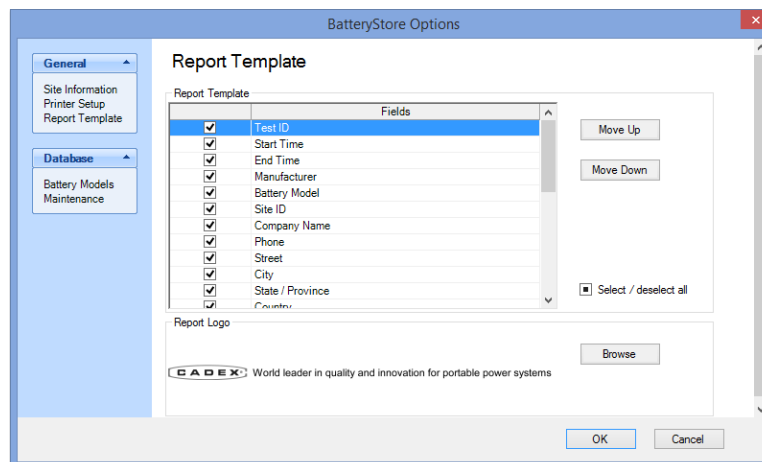 BatteryStore Options
General
Site Information
Printer Setup
Report Template
Database
Battery Models
Maintenance
Report Template
Report Template
Fields
Test ID
Start Time
End Time
Manufacturer
Battery Model
Site ID
Company Name
Phone
Street
City
State / Province
Country
Move Up
Move Down
Select / deselect all
Report Logo
CADEX World leader in quality and innovation for portable power systems
Browse
OK Cancel